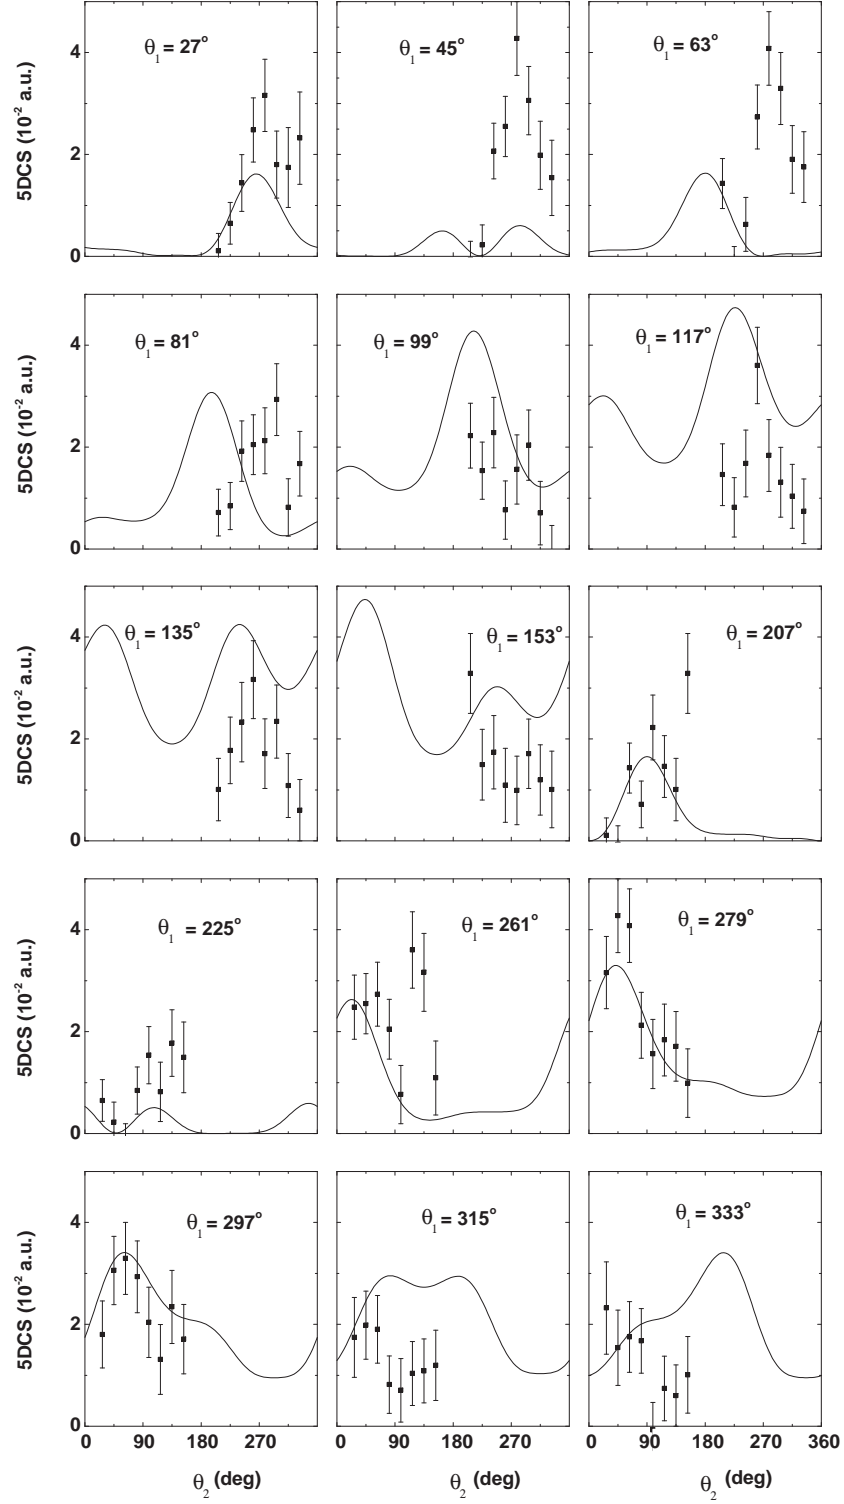 θ₁ = 27°
θ₁ = 45°
θ₁ = 63°
5DCS (10⁻² a.u.)
4
2
0
θ₁ = 81°
θ₁ = 99°
θ₁ = 117°
5DCS (10⁻² a.u.)
4
2
0
θ₁ = 135°
θ₁ = 153°
θ₁ = 207°
5DCS (10⁻² a.u.)
4
2
0
θ₁ = 225°
θ₁ = 261°
θ₁ = 279°
5DCS (10⁻² a.u.)
4
2
0
θ₁ = 297°
θ₁ = 315°
θ₁ = 333°
5DCS (10⁻² a.u.)
4
2
0
0 90 180 270 0 90 180 270 0 90 180 270 360
θ₂ (deg) θ₂ (deg) θ₂ (deg)